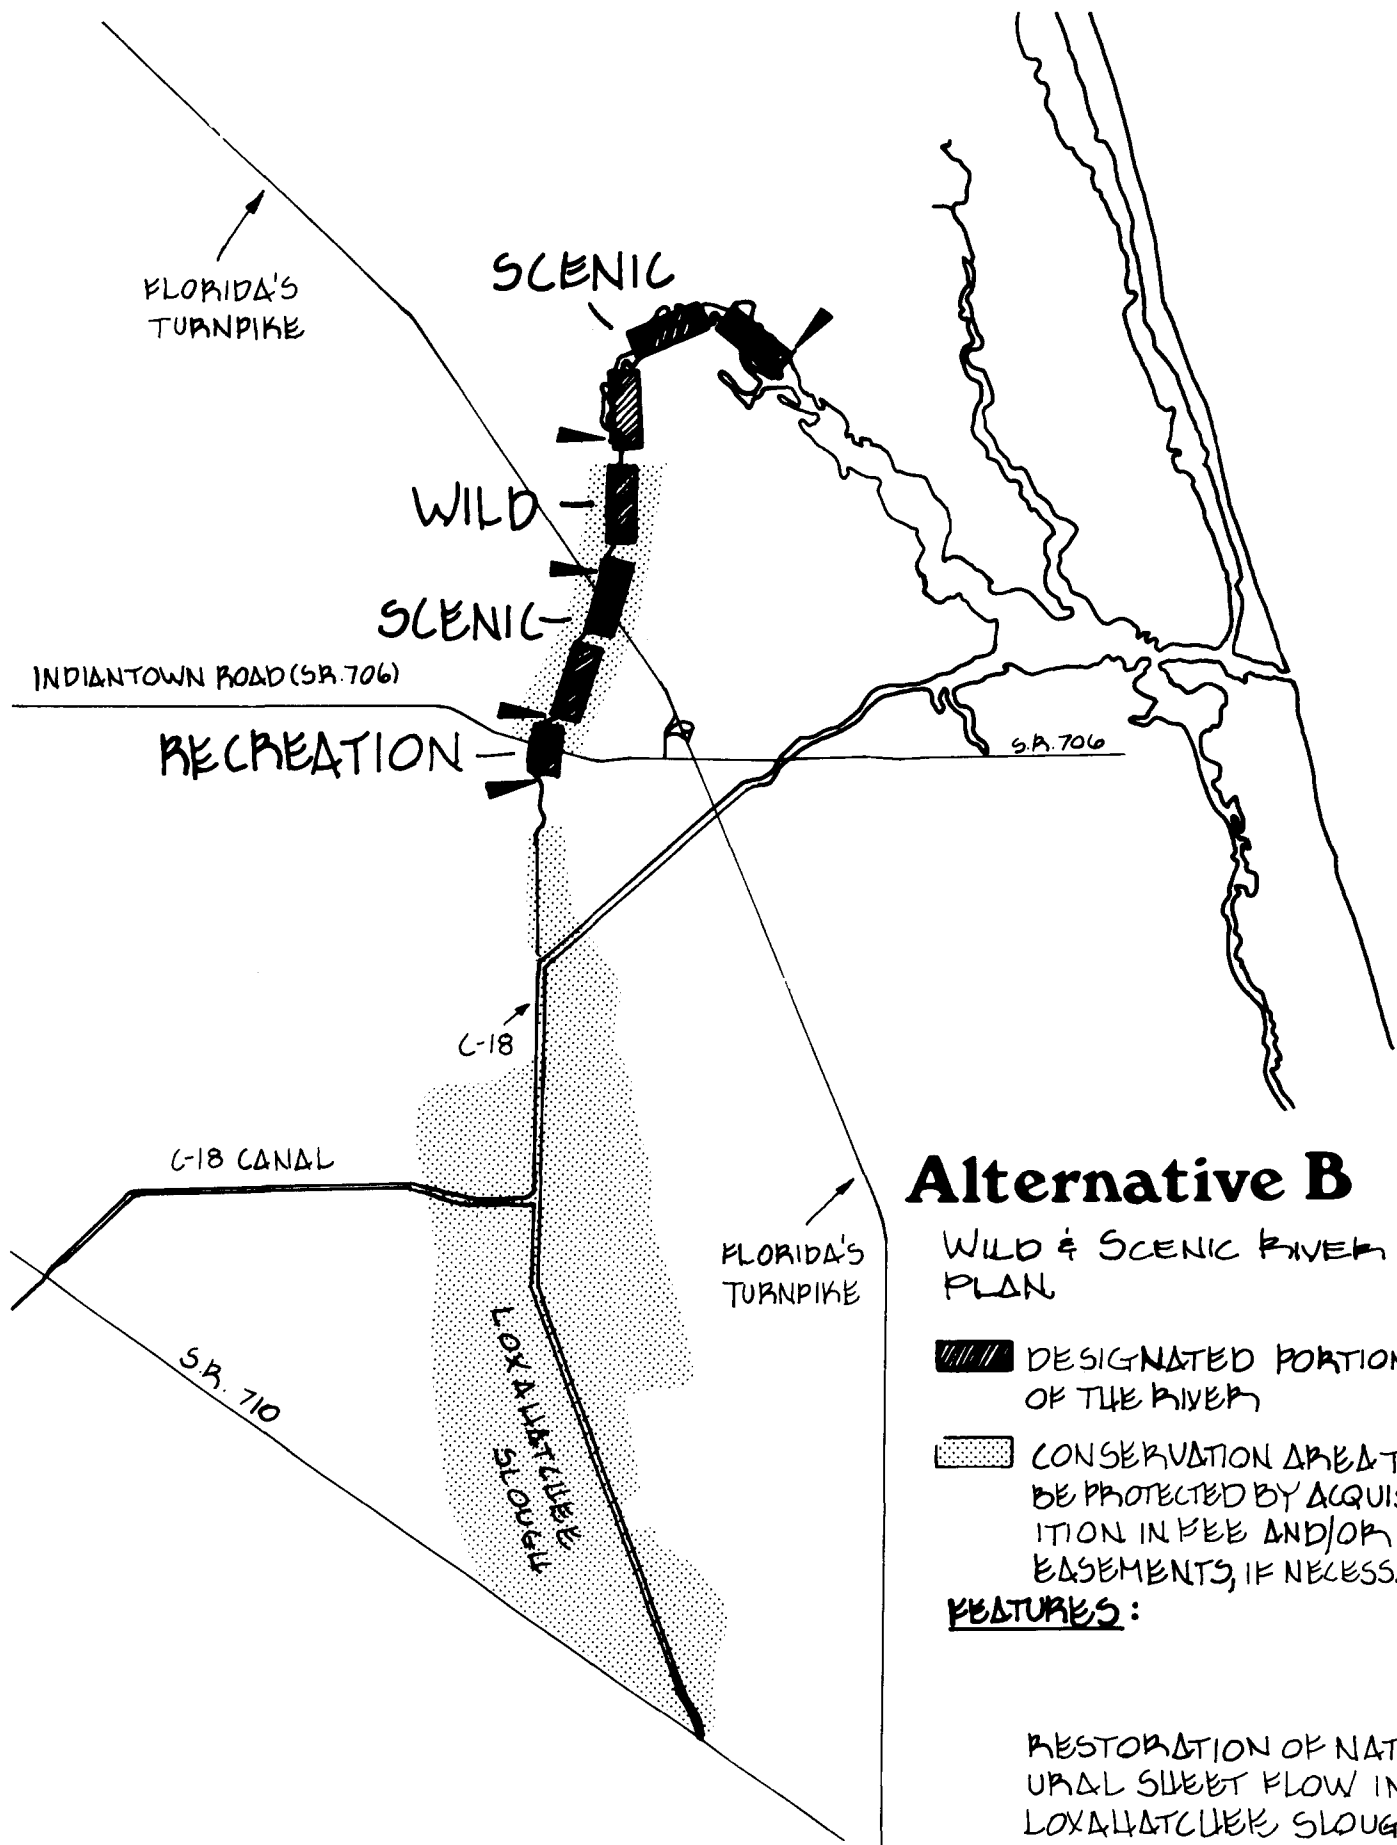 FLORIDA'S
TURNPIKE
SCENIC
WILD
SCENIC
INDIANTOWN ROAD (S.R. 706)
RECREATION
S.R. 706
C-18
C-18 CANAL
S.R. 710
LOXAHATCHEE
SLOUGH
FLORIDA'S
TURNPIKE
Alternative B
WILD & SCENIC RIVER
PLAN
DESIGNATED PORTION
OF THE RIVER
CONSERVATION AREA T
BE PROTECTED BY ACQUIS
ITION IN FEE AND/OR
EASEMENTS, IF NECESS
FEATURES:
RESTORATION OF NAT
URAL SHEET FLOW IN
LOXAHATCHEE SLOUG